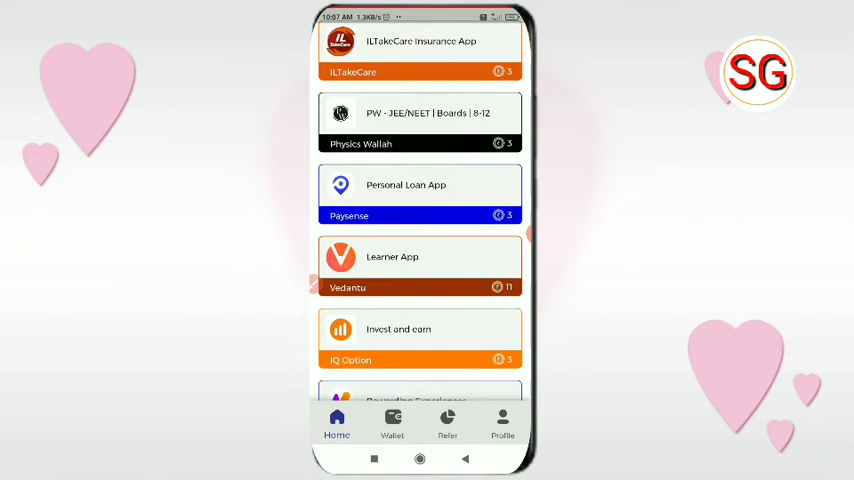 10:07 AM 1.3KB/s
SG
IL
TakeCare
ILTakeCare Insurance App
ILTakeCare
3
PW - JEE/NEET | Boards | 8-12
Physics Wallah
3
Personal Loan App
Paysense
3
Learner App
Vedantu
11
Invest and earn
IQ Option
3
Rewarding Experiences
Home
Wallet
Refer
Profile